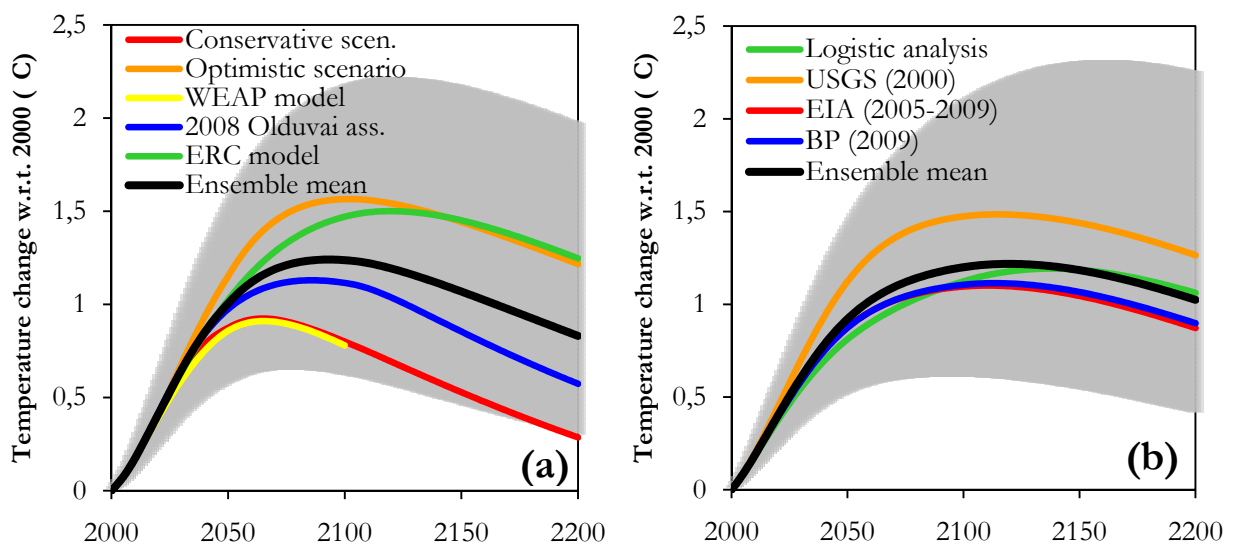 Temperature change w.r.t. 2000 ( C)
2,5
2
1,5
1
0,5
0
Conservative scen.
Optimistic scenario
WEAP model
2008 Olduvai ass.
ERC model
Ensemble mean
(a)
2000 2050 2100 2150 2200
Temperature change w.r.t. 2000 ( C)
2,5
2
1,5
1
0,5
0
Logistic analysis
USGS (2000)
EIA (2005-2009)
BP (2009)
Ensemble mean
(b)
2000 2050 2100 2150 2200